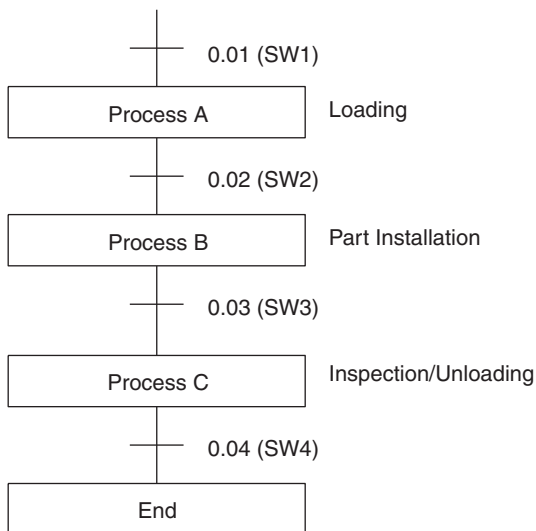 0.01 (SW1)
Process A
Loading
0.02 (SW2)
Process B
Part Installation
0.03 (SW3)
Process C
Inspection/Unloading
0.04 (SW4)
End